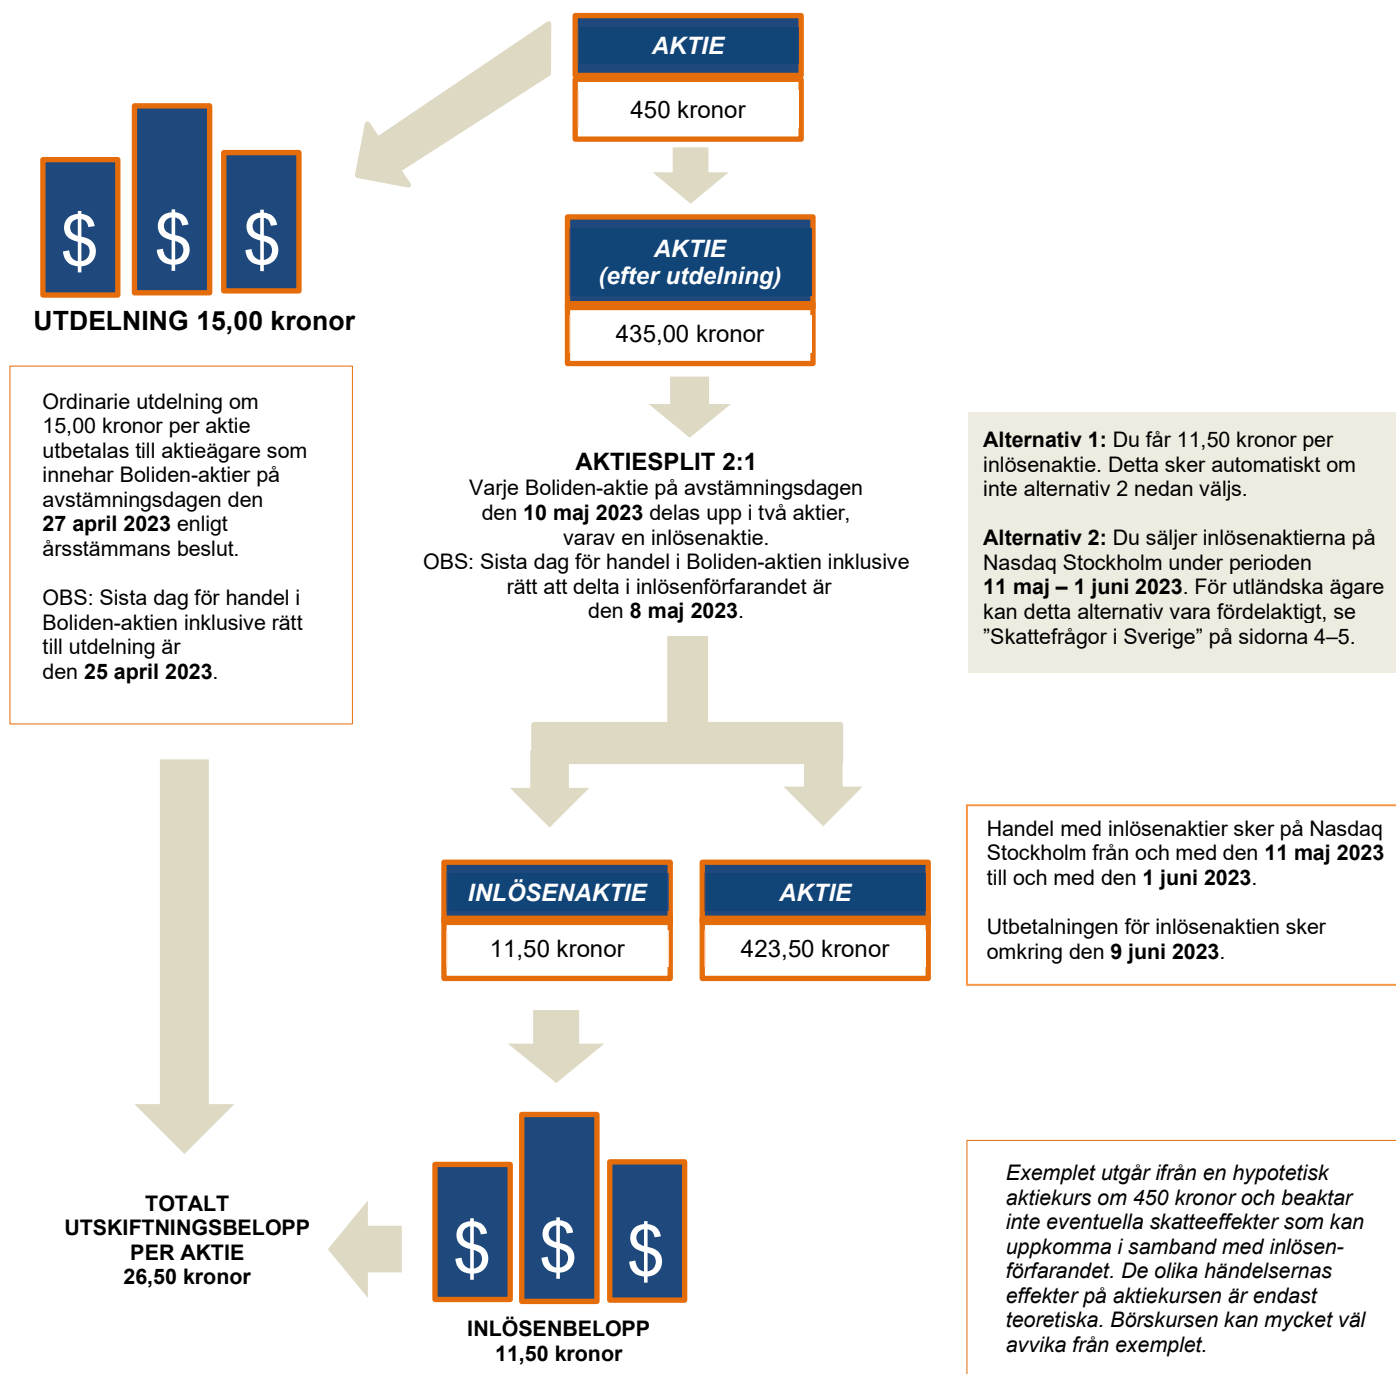 AKTIE
450 kronor
$ $ $
UTDELNING 15,00 kronor
AKTIE
(efter utdelning)
435,00 kronor
Ordinarie utdelning om
15,00 kronor per aktie
utbetalas till aktieägare som
innehar Boliden-aktier på
avstämningsdagen den
27 april 2023 enligt
årsstämmans beslut.
OBS: Sista dag för handel i
Boliden-aktien inklusive rätt
till utdelning är
den 25 april 2023.
AKTIESPLIT 2:1
Varje Boliden-aktie på avstämningsdagen
den 10 maj 2023 delas upp i två aktier,
varav en inlösenaktie.
OBS: Sista dag för handel i Boliden-aktien inklusive
rätt att delta i inlösenförfarandet är
den 8 maj 2023.
Alternativ 1: Du får 11,50 kronor per
inlösenaktie. Detta sker automatiskt om
inte alternativ 2 nedan väljs.
Alternativ 2: Du säljer inlösenaktierna på
Nasdaq Stockholm under perioden
11 maj – 1 juni 2023. För utländska ägare
kan detta alternativ vara fördelaktigt, se
”Skattefrågor i Sverige” på sidorna 4–5.
INLÖSENAKTIE
11,50 kronor
AKTIE
423,50 kronor
Handel med inlösenaktier sker på Nasdaq
Stockholm från och med den 11 maj 2023
till och med den 1 juni 2023.
Utbetalningen för inlösenaktien sker
omkring den 9 juni 2023.
TOTALT
UTSKIFTNINGSBELOPP
PER AKTIE
26,50 kronor
$ $ $
INLÖSENBELOPP
11,50 kronor
Exemplet utgår ifrån en hypotetisk
aktiekurs om 450 kronor och beaktar
inte eventuella skatteeffekter som kan
uppkomma i samband med inlösen-
förfarandet. De olika händelsernas
effekter på aktiekursen är endast
teoretiska. Börskursen kan mycket väl
avvika från exemplet.